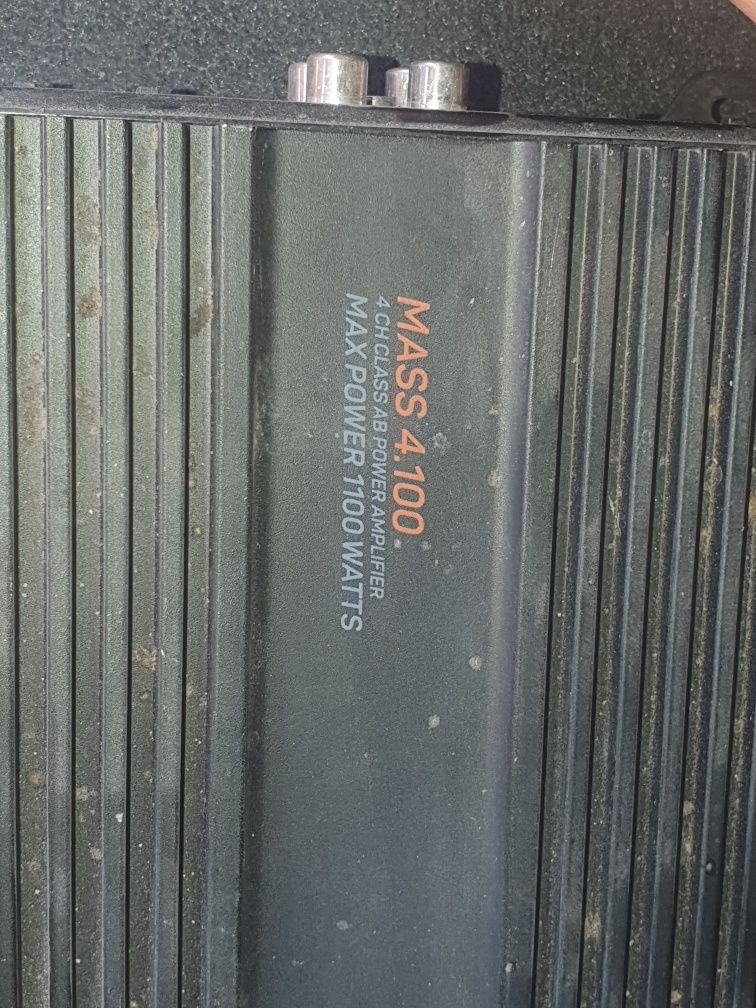 MASS 4.100
4 CH CLASS AB POWER AMPLIFIER
MAX POWER 1100 WATTS